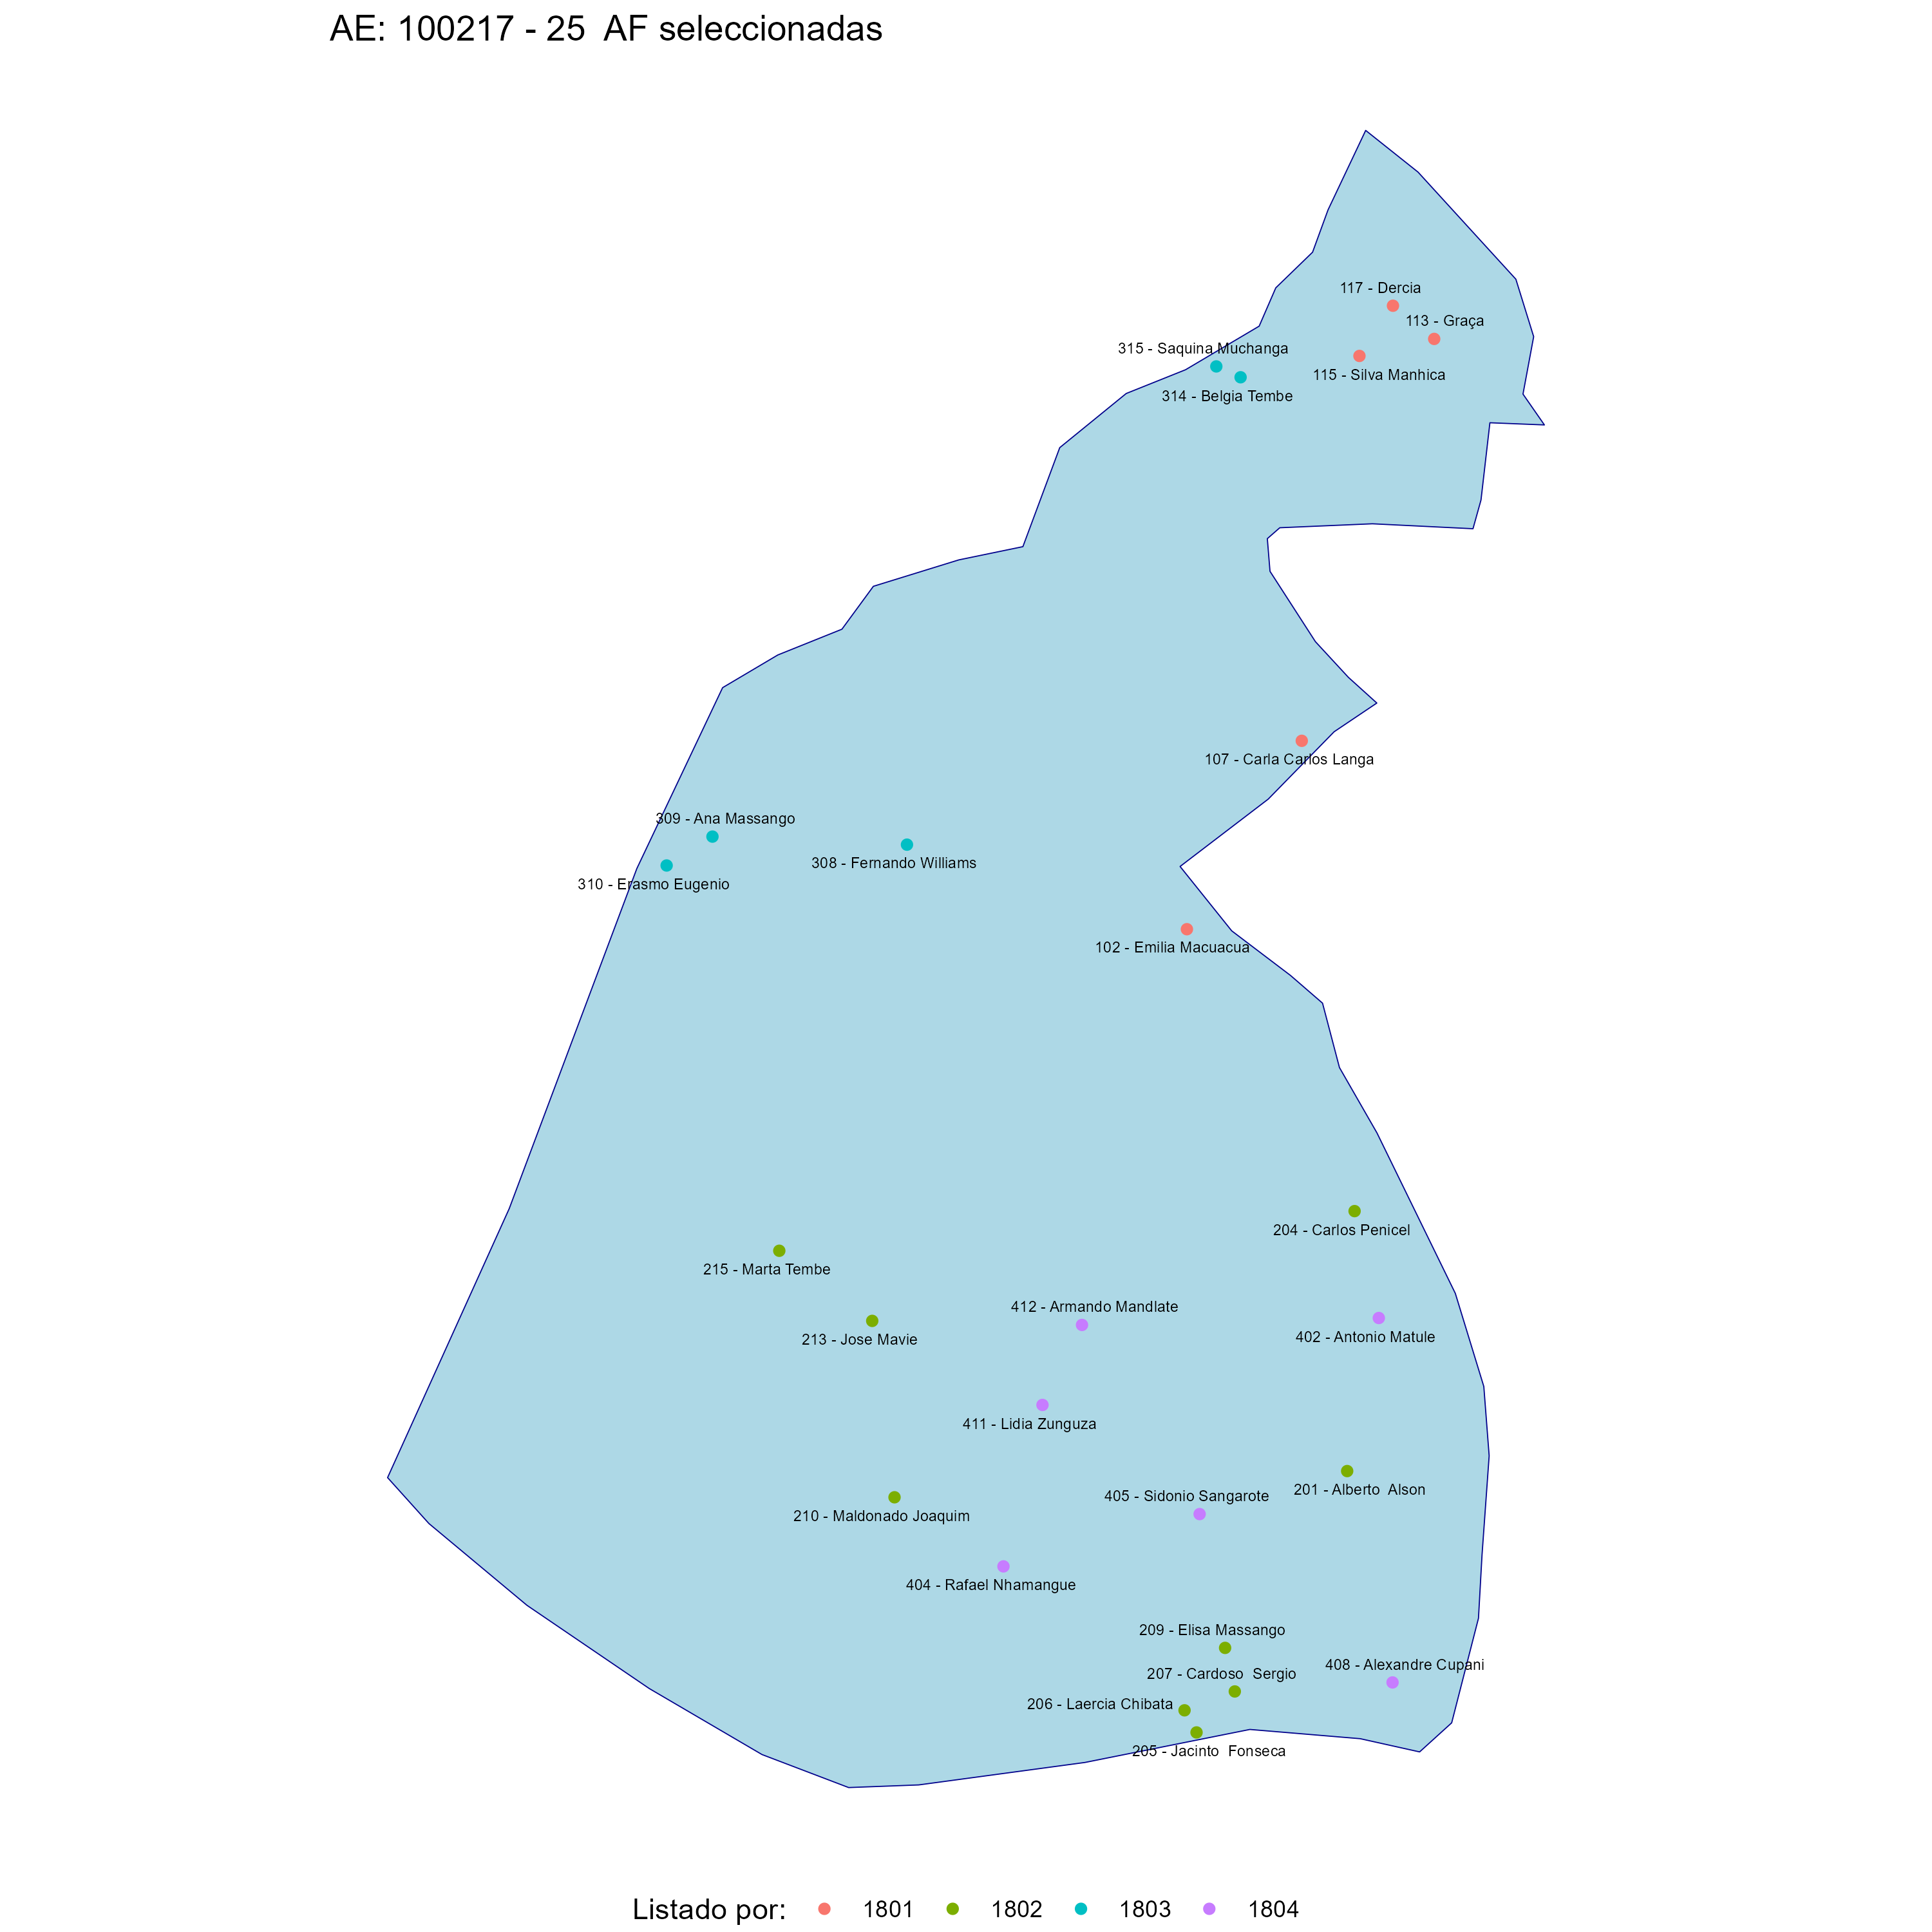 AE: 100217 - 25  AF seleccionadas
117 - Dercia
113 - Graça
315 - Saquina Muchanga
115 - Silva Manhica
314 - Belgia Tembe
107 - Carla Carlos Langa
309 - Ana Massango
308 - Fernando Williams
310 - Erasmo Eugenio
102 - Emilia Macuacua
204 - Carlos Penicel
215 - Marta Tembe
412 - Armando Mandlate
402 - Antonio Matule
213 - Jose Mavie
411 - Lidia Zunguza
201 - Alberto  Alson
405 - Sidonio Sangarote
210 - Maldonado Joaquim
404 - Rafael Nhamangue
209 - Elisa Massango
408 - Alexandre Cupani
207 - Cardoso  Sergio
206 - Laercia Chibata
205 - Jacinto  Fonseca
Listado por: 1801 1802 1803 1804